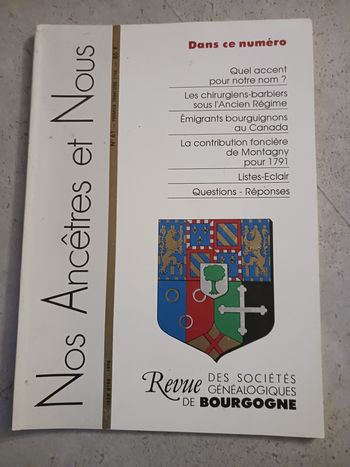 Nos Ancêtres et Nous
Dans ce numéro
Quel accent
pour notre nom ?
Les chirurgiens-barbiers
sous l'Ancien Régime
Émigrants bourguignons
au Canada
La contribution foncière
de Montagny
pour 1791
Listes-Eclair
Questions - Réponses
Revue DES SOCIÉTÉS
GÉNÉALOGIQUES
DE BOURGOGNE